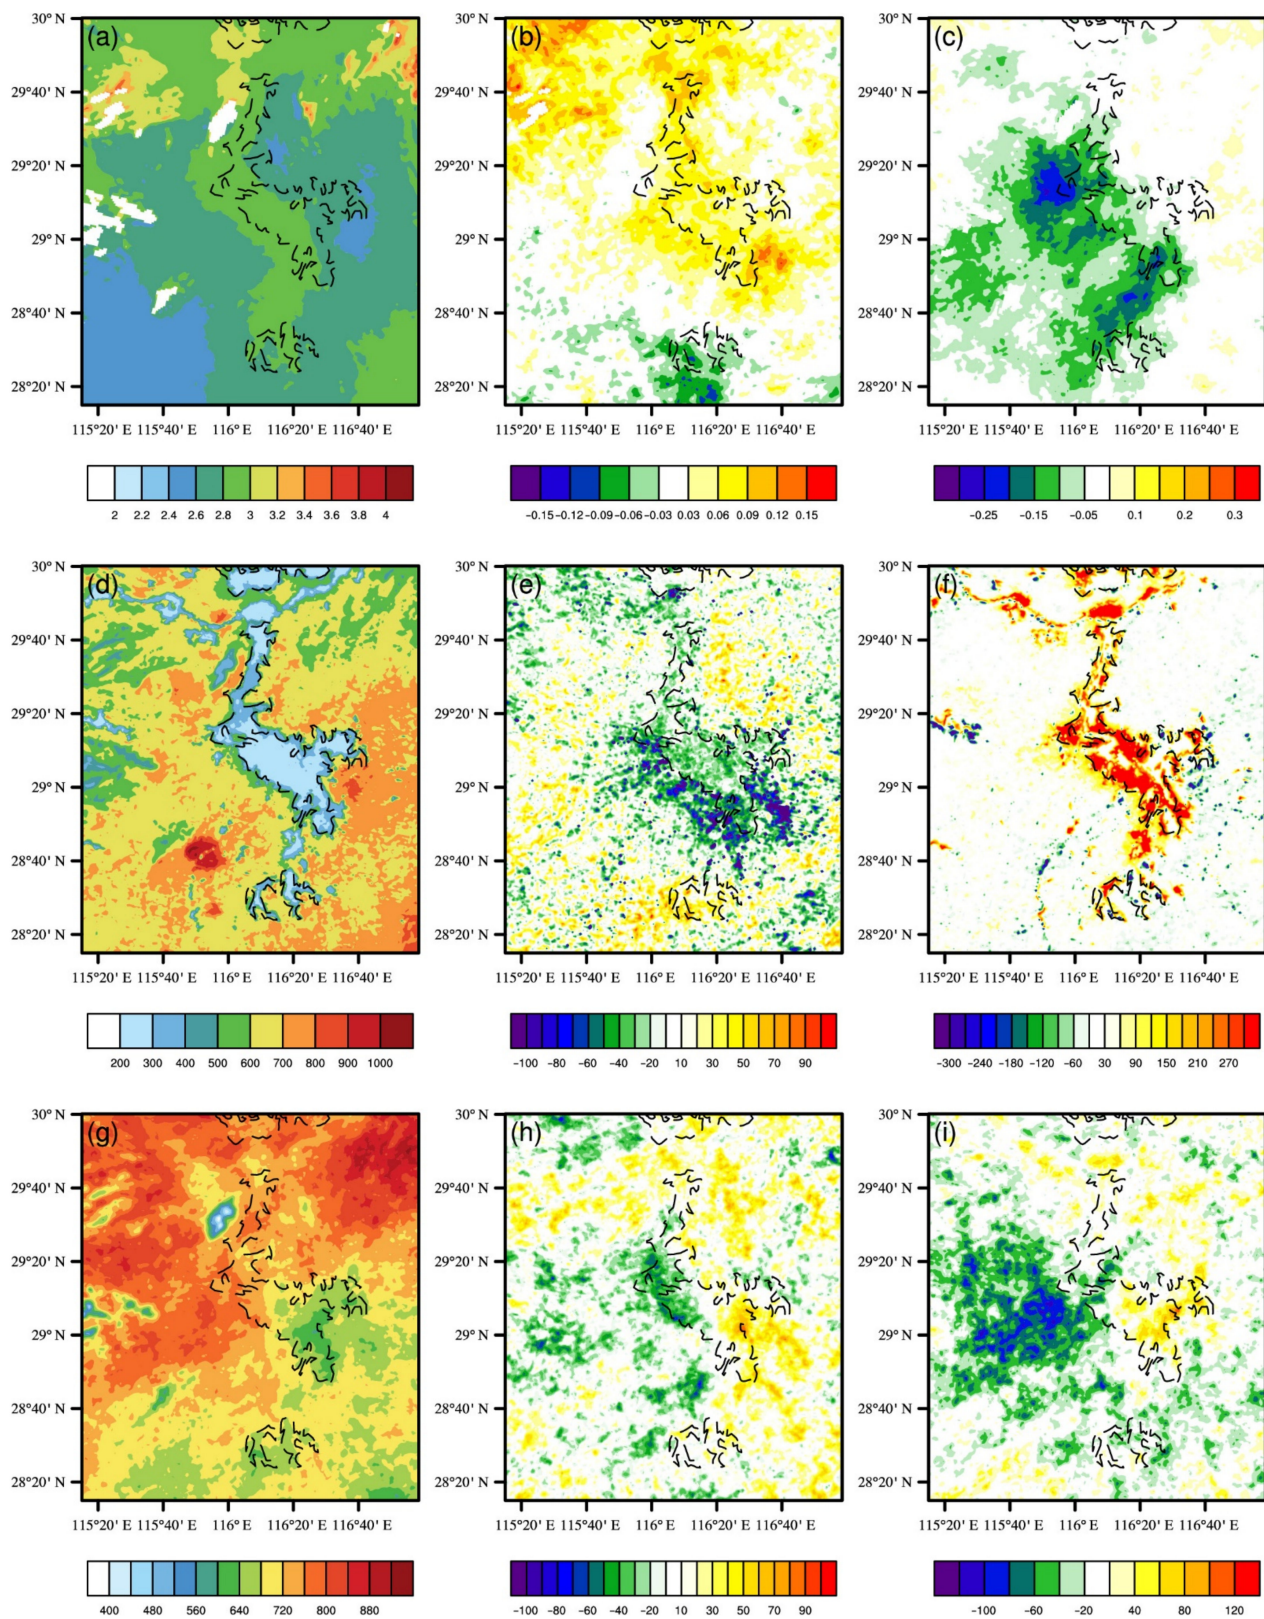 (a)
30° N
29°40' N
29°20' N
29° N
28°40' N
28°20' N
115°20' E 115°40' E 116° E 116°20' E 116°40' E
2 2.2 2.4 2.6 2.8 3 3.2 3.4 3.6 3.8 4
(b)
30° N
29°40' N
29°20' N
29° N
28°40' N
28°20' N
115°20' E 115°40' E 116° E 116°20' E 116°40' E
−0.15 −0.12 −0.09 −0.06 −0.03 0.03 0.06 0.09 0.12 0.15
(c)
30° N
29°40' N
29°20' N
29° N
28°40' N
28°20' N
115°20' E 115°40' E 116° E 116°20' E 116°40' E
−0.25 −0.15 −0.05 0.1 0.2 0.3
(d)
30° N
29°40' N
29°20' N
29° N
28°40' N
28°20' N
115°20' E 115°40' E 116° E 116°20' E 116°40' E
200 300 400 500 600 700 800 900 1000
(e)
30° N
29°40' N
29°20' N
29° N
28°40' N
28°20' N
115°20' E 115°40' E 116° E 116°20' E 116°40' E
−100 −80 −60 −40 −20 10 30 50 70 90
(f)
30° N
29°40' N
29°20' N
29° N
28°40' N
28°20' N
115°20' E 115°40' E 116° E 116°20' E 116°40' E
−300 −240 −180 −120 −60 30 90 150 210 270
(g)
30° N
29°40' N
29°20' N
29° N
28°40' N
28°20' N
115°20' E 115°40' E 116° E 116°20' E 116°40' E
400 480 560 640 720 800 880
(h)
30° N
29°40' N
29°20' N
29° N
28°40' N
28°20' N
115°20' E 115°40' E 116° E 116°20' E 116°40' E
−100 −80 −60 −40 −20 10 30 50 70 90
(i)
30° N
29°40' N
29°20' N
29° N
28°40' N
28°20' N
115°20' E 115°40' E 116° E 116°20' E 116°40' E
−100 −60 −20 40 80 120